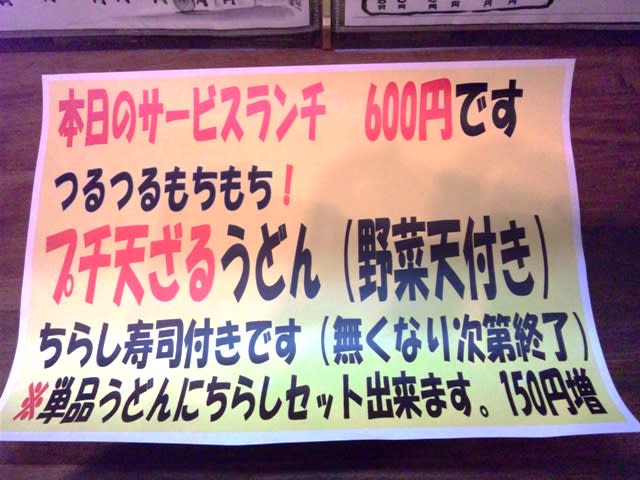 本日のサービスランチ 600円です
つるつるもちもち!
プチ天ざるうどん(野菜天付き)
ちらし寿司付きです(無くなり次第終了)
※単品うどんにちらしセット出来ます。150円増